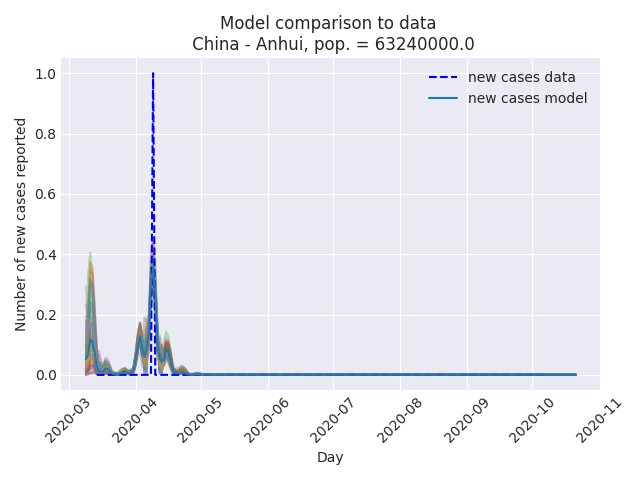 Model comparison to data
China - Anhui, pop. = 63240000.0
new cases data
new cases model
Number of new cases reported
1.0
0.8
0.6
0.4
0.2
0.0
2020-03
2020-04
2020-05
2020-06
2020-07
2020-08
2020-09
2020-10
2020-11
Day